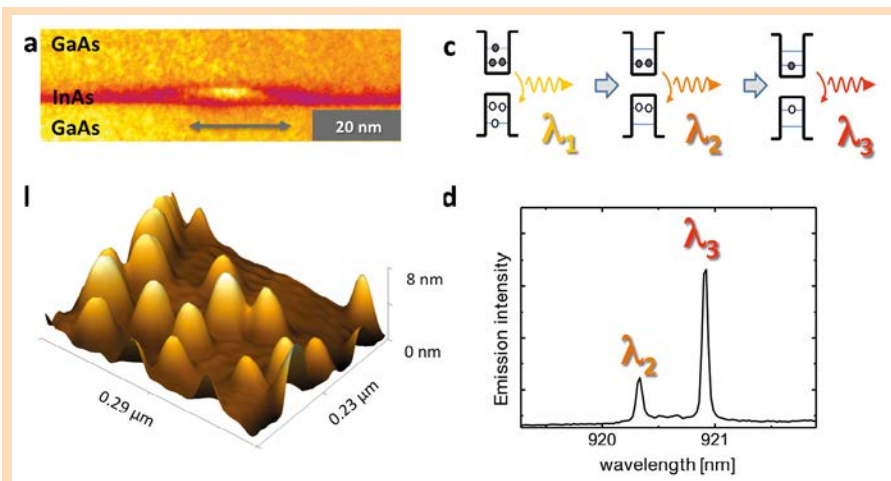 a
GaAs
InAs
GaAs
20 nm
c
λ1
λ2
λ3
l
8 nm
0 nm
0.29 µm
0.23 µm
d
Emission intensity
λ2
λ3
920
921
wavelength [nm]